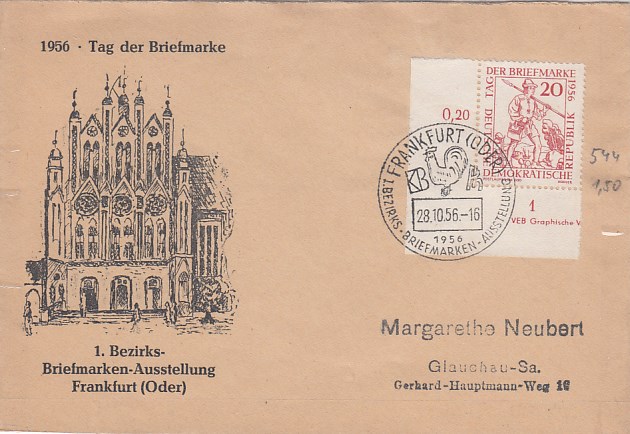 1956 · Tag der Briefmarke
1. Bezirks-
Briefmarken-Ausstellung
Frankfurt (Oder)
0,20
TAG DER BRIEFMARKE 1956
20
DEUTSCHE DEMOKRATISCHE REPUBLIK
1
VEB Graphische W
FRANKFURT (ODER)
28.10.56.-16
1956
1. BEZIRKS-BRIEFMARKEN-AUSSTELLUNG
544
1,50
Margarethe Neubert
Glauchau-Sa.
Gerhard-Hauptmann-Weg 16